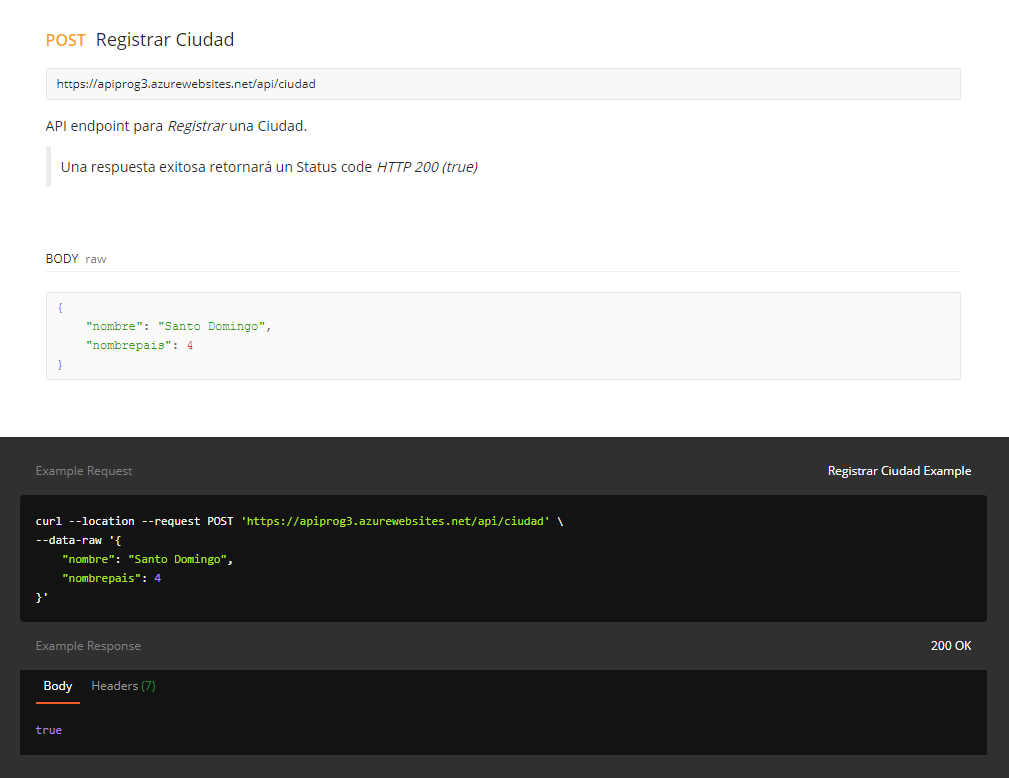 POST Registrar Ciudad
https://apiprog3.azurewebsites.net/api/ciudad
API endpoint para Registrar una Ciudad.
Una respuesta exitosa retornará un Status code HTTP 200 (true)
BODY raw
{
    "nombre": "Santo Domingo",
    "nombrepais": 4
}
Example Request Registrar Ciudad Example
curl --location --request POST 'https://apiprog3.azurewebsites.net/api/ciudad' \
--data-raw '{
    "nombre": "Santo Domingo",
    "nombrepais": 4
}'
Example Response 200 OK
Body Headers (7)
true